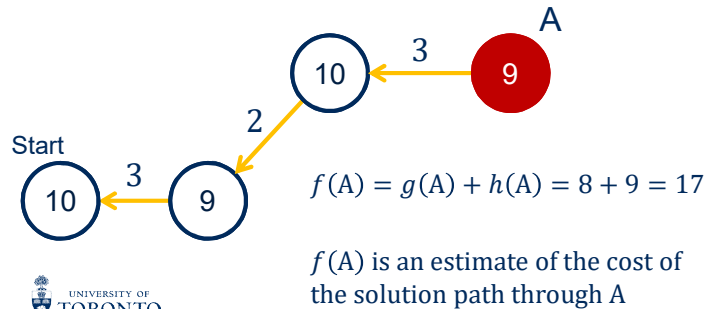 A
3
10
9
2
Start
3
10
9
f(A) = g(A) + h(A) = 8 + 9 = 17
f(A) is an estimate of the cost of
the solution path through A
UNIVERSITY OF
TORONTO